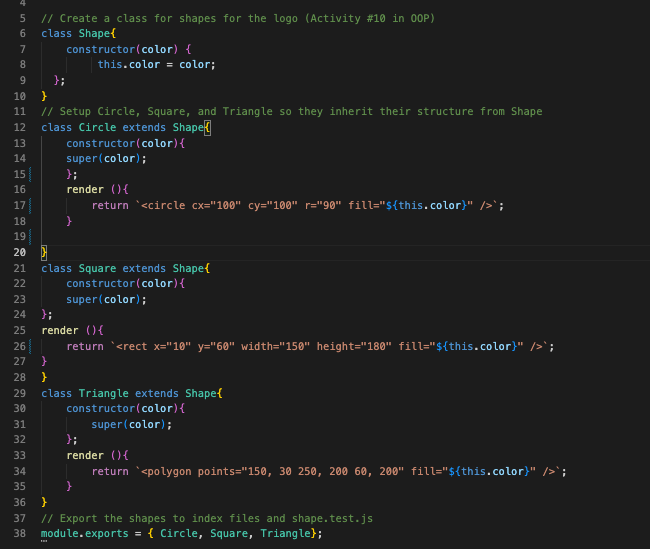 4
5 // Create a class for shapes for the logo (Activity #10 in OOP)
6 class Shape{
7     constructor(color) {
8          this.color = color;
9   };
10 }
11 // Setup Circle, Square, and Triangle so they inherit their structure from Shape
12 class Circle extends Shape{
13     constructor(color){
14     super(color);
15     };
16     render (){
17         return `<circle cx="100" cy="100" r="90" fill="${this.color}" />`;
18     }
19
20 }
21 class Square extends Shape{
22     constructor(color){
23     super(color);
24 };
25 render (){
26     return `<rect x="10" y="60" width="150" height="180" fill="${this.color}" />`;
27 }
28 }
29 class Triangle extends Shape{
30     constructor(color){
31         super(color);
32     };
33     render (){
34         return `<polygon points="150, 30 250, 200 60, 200" fill="${this.color}" />`;
35     }
36 }
37 // Export the shapes to index files and shape.test.js
38 module.exports = { Circle, Square, Triangle};